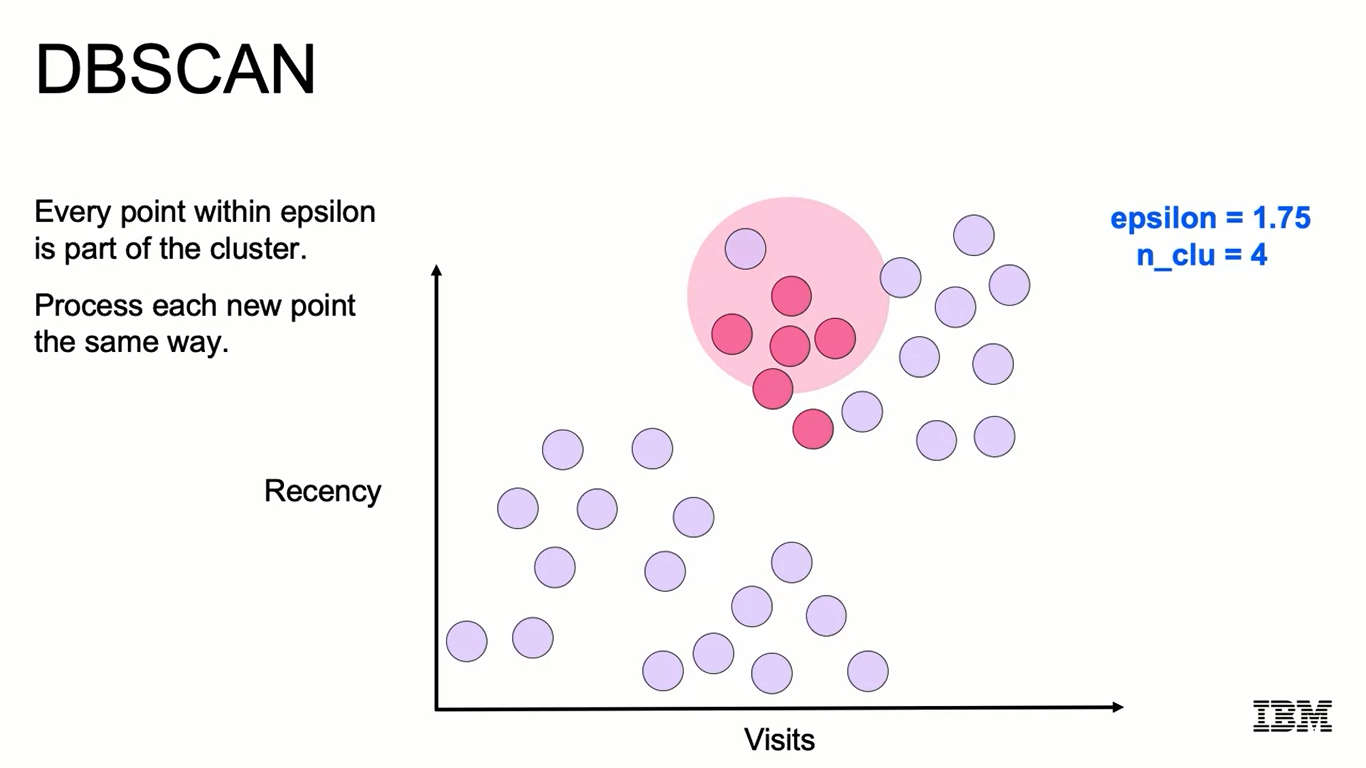 DBSCAN
Every point within epsilon
is part of the cluster.
Process each new point
the same way.
epsilon = 1.75
n_clu = 4
Recency
Visits
IBM